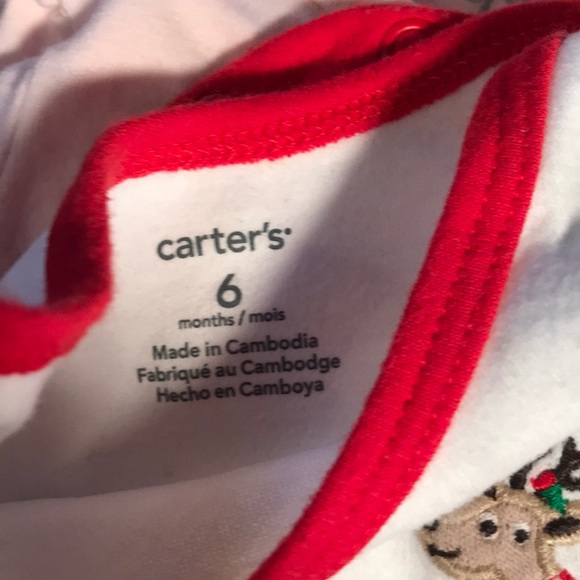 carter's
6
months / mois
Made in Cambodia
Fabriqué au Cambodge
Hecho en Camboya